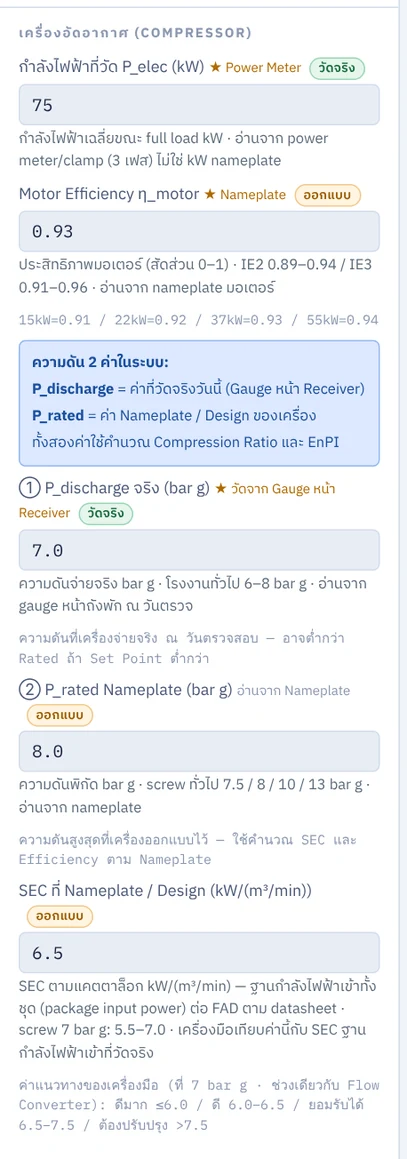 เครื่องอัดอากาศ (COMPRESSOR)
กำลังไฟฟ้าที่วัด P_elec (kW) ★ Power Meter วัดจริง
75
กำลังไฟฟ้าเฉลี่ยขณะ full load kW · อ่านจาก power
meter/clamp (3 เฟส) ไม่ใช่ kW nameplate
Motor Efficiency η_motor ★ Nameplate ออกแบบ
0.93
ประสิทธิภาพมอเตอร์ (สัดส่วน 0–1) · IE2 0.89–0.94 / IE3
0.91–0.96 · อ่านจาก nameplate มอเตอร์
15kW=0.91 / 22kW=0.92 / 37kW=0.93 / 55kW=0.94
ความดัน 2 ค่าในระบบ:
P_discharge = ค่าที่วัดจริงวันนี้ (Gauge หน้า Receiver)
P_rated = ค่า Nameplate / Design ของเครื่อง
ทั้งสองค่าใช้คำนวณ Compression Ratio และ EnPI
① P_discharge จริง (bar g) ★ วัดจาก Gauge หน้า
Receiver วัดจริง
7.0
ความดันจ่ายจริง bar g · โรงงานทั่วไป 6–8 bar g · อ่านจาก
gauge หน้าถังพัก ณ วันตรวจ
ความดันที่เครื่องจ่ายจริง ณ วันตรวจสอบ — อาจต่ำกว่า
Rated ถ้า Set Point ต่ำกว่า
② P_rated Nameplate (bar g) อ่านจาก Nameplate
ออกแบบ
8.0
ความดันพิกัด bar g · screw ทั่วไป 7.5 / 8 / 10 / 13 bar g ·
อ่านจาก nameplate
ความดันสูงสุดที่เครื่องออกแบบไว้ — ใช้คำนวณ SEC และ
Efficiency ตาม Nameplate
SEC ที่ Nameplate / Design (kW/(m³/min))
ออกแบบ
6.5
SEC ตามแคตตาล็อก kW/(m³/min) — ฐานกำลังไฟฟ้าเข้าทั้ง
ชุด (package input power) ต่อ FAD ตาม datasheet ·
screw 7 bar g: 5.5–7.0 · เครื่องมือเทียบค่านี้กับ SEC ฐาน
กำลังไฟฟ้าเข้าที่วัดจริง
ค่าแนวทางของเครื่องมือ (ที่ 7 bar g · ช่วงเดียวกับ Flow
Converter): ดีมาก ≤6.0 / ดี 6.0–6.5 / ยอมรับได้
6.5–7.5 / ต้องปรับปรุง >7.5